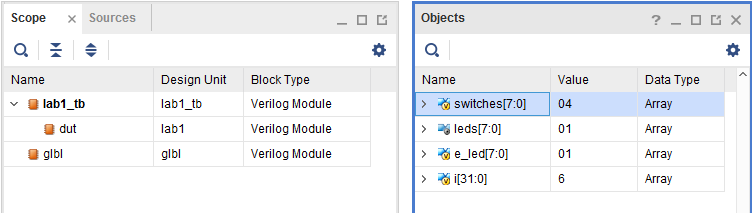 Scope Sources
Name Design Unit Block Type
lab1_tb lab1_tb Verilog Module
dut lab1 Verilog Module
glbl glbl Verilog Module
Objects
Name Value Data Type
switches[7:0] 04 Array
leds[7:0] 01 Array
e_led[7:0] 01 Array
i[31:0] 6 Array